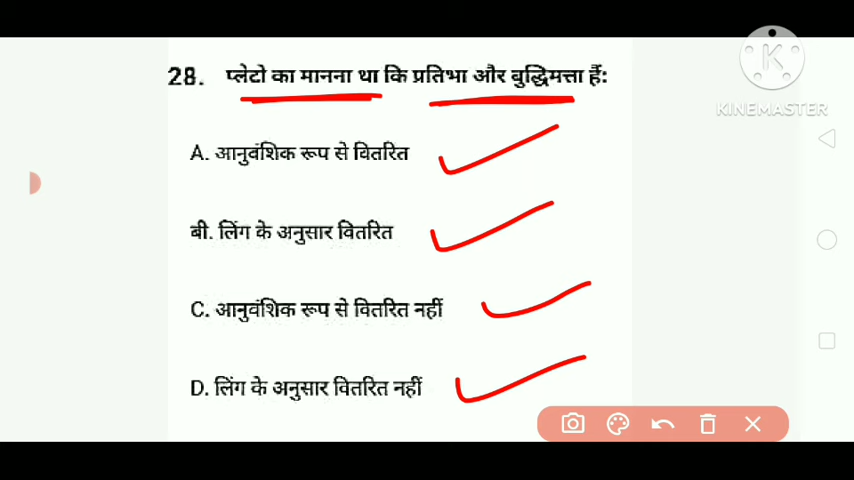 28. प्लेटो का मानना था कि प्रतिभा और बुद्धिमत्ता हैं:
K
KINEMASTER
A. आनुवंशिक रूप से वितरित
बी. लिंग के अनुसार वितरित
C. आनुवंशिक रूप से वितरित नहीं
D. लिंग के अनुसार वितरित नहीं